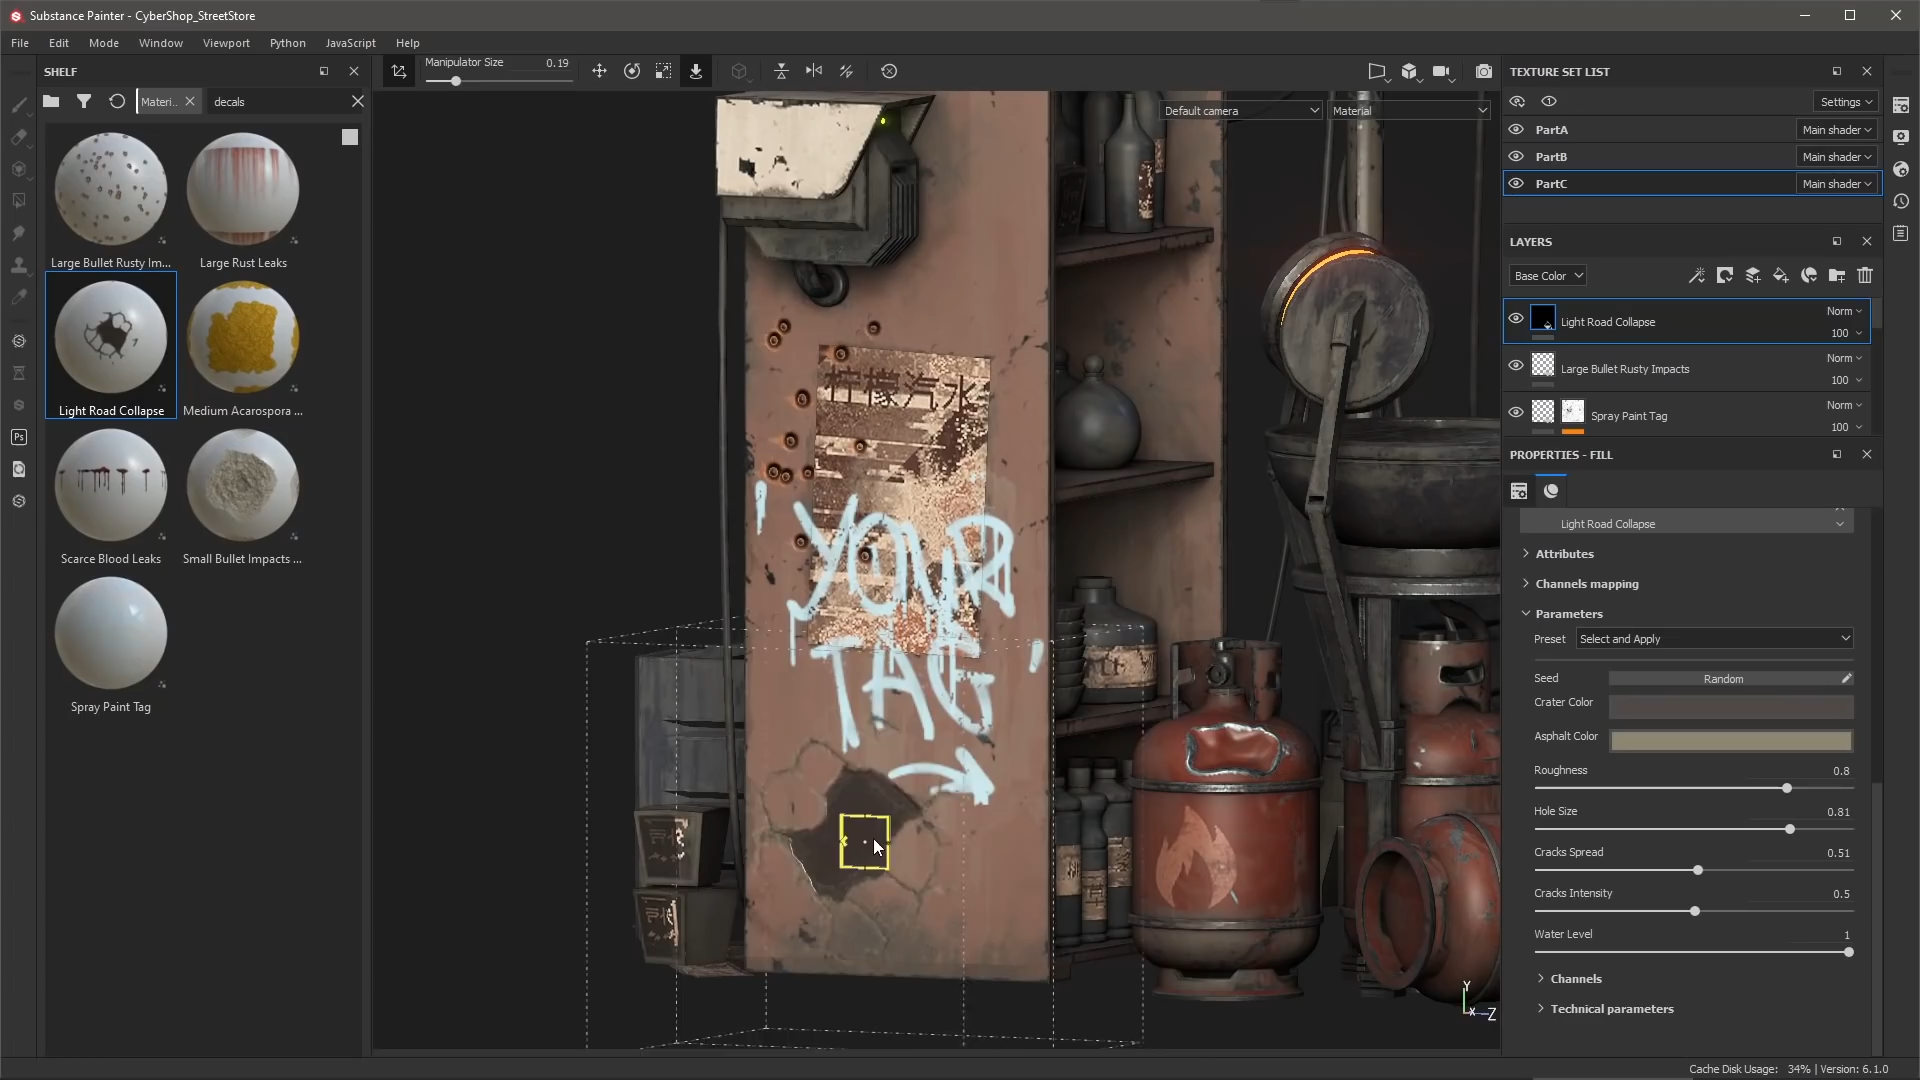 Substance Painter - CyberShop_StreetStore
File Edit Mode Window Viewport Python JavaScript Help
SHELF
Materi.. decals
Large Bullet Rusty Im...
Large Rust Leaks
Light Road Collapse
Medium Acarospora ...
Scarce Blood Leaks
Small Bullet Impacts ...
Spray Paint Tag
Ps
Manipulator Size 0.19
Default camera
Material
柠檬汽水
' YOUR
TAG '
Y
X Z
TEXTURE SET LIST
Settings
PartA Main shader
PartB Main shader
PartC Main shader
LAYERS
Base Color
Light Road Collapse Norm 100
Large Bullet Rusty Impacts Norm 100
Spray Paint Tag Norm 100
PROPERTIES - FILL
Light Road Collapse
Attributes
Channels mapping
Parameters
Preset Select and Apply
Seed Random
Crater Color
Asphalt Color
Roughness 0.8
Hole Size 0.81
Cracks Spread 0.51
Cracks Intensity 0.5
Water Level 1
Channels
Technical parameters
Cache Disk Usage: 34% | Version: 6.1.0